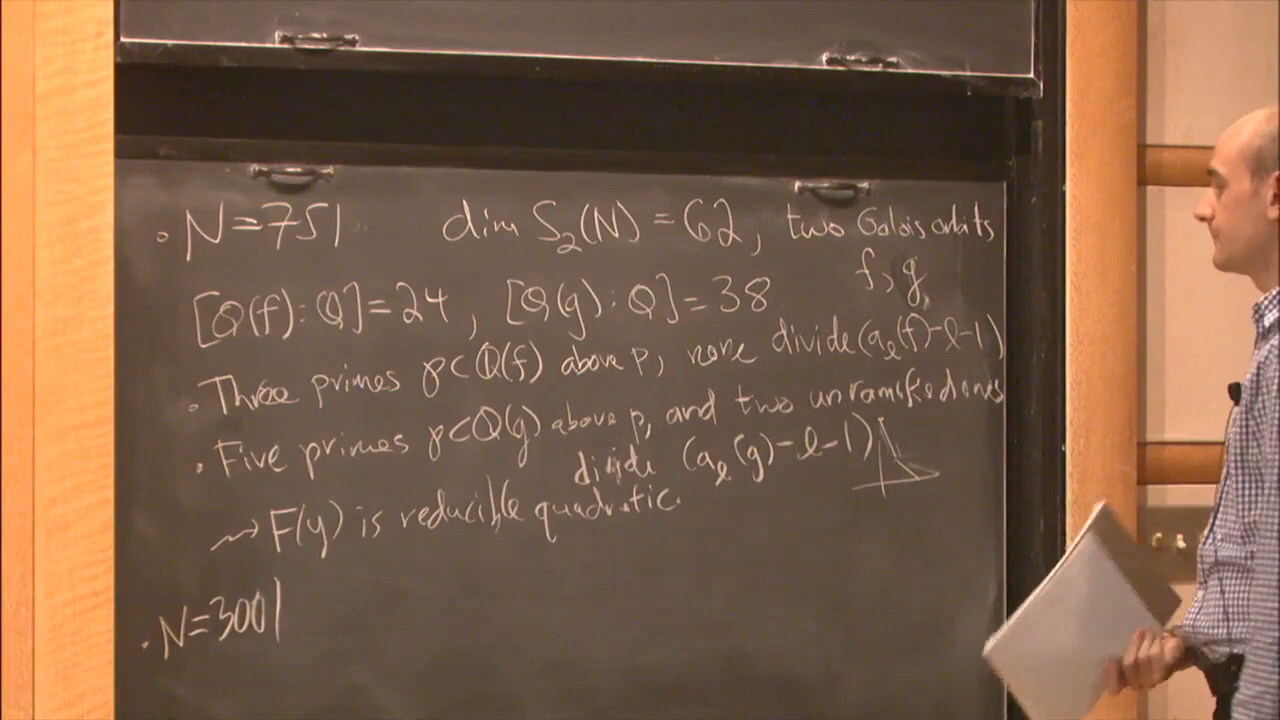 • N=751 dim S₂(N) = 62, two Galois orbits
f, g
[Q(f):Q]=24, [Q(g):Q]=38
• Three primes 𝔭⊂Q(f) above p, none divide (a_ℓ(f)-ℓ-1)
• Five primes 𝔭⊂Q(g) above p, and two unramified ones
divide (a_ℓ(g)-ℓ-1)
⇝ F(y) is reducible quadratic.
• N=3001